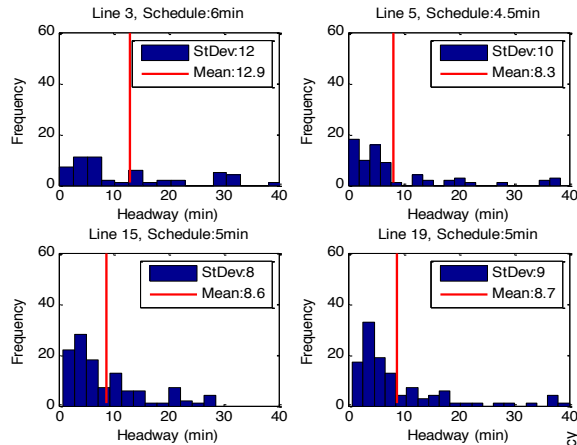 Line 3, Schedule:6min
60
40
20
0
Frequency
StDev:12
Mean:12.9
0 10 20 30 40
Headway (min)
Line 5, Schedule:4.5min
60
40
20
0
Frequency
StDev:10
Mean:8.3
0 10 20 30 40
Headway (min)
Line 15, Schedule:5min
60
40
20
0
Frequency
StDev:8
Mean:8.6
0 10 20 30 40
Headway (min)
Line 19, Schedule:5min
60
40
20
0
Frequency
StDev:9
Mean:8.7
0 10 20 30 40
Headway (min)
cy